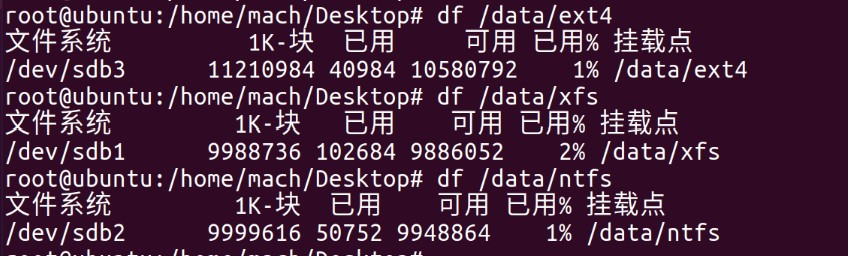 root@ubuntu:/home/mach/Desktop# df /data/ext4
文件系统 1K-块 已用 可用 已用% 挂载点
/dev/sdb3 11210984 40984 10580792 1% /data/ext4
root@ubuntu:/home/mach/Desktop# df /data/xfs
文件系统 1K-块 已用 可用 已用% 挂载点
/dev/sdb1 9988736 102684 9886052 2% /data/xfs
root@ubuntu:/home/mach/Desktop# df /data/ntfs
文件系统 1K-块 已用 可用 已用% 挂载点
/dev/sdb2 9999616 50752 9948864 1% /data/ntfs